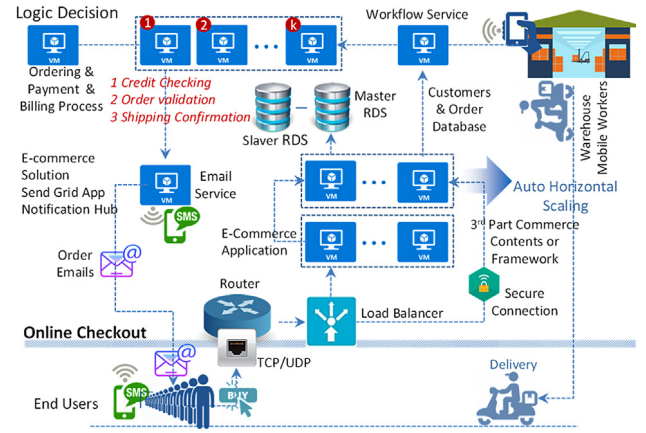 Logic Decision
1
2
k
VM
VM
VM
VM
Workflow Service
Ordering &
Payment &
Billing Process
1 Credit Checking
2 Order validation
3 Shipping Confirmation
Master
RDS
Slaver RDS
Customers
& Order
Database
Warehouse
Mobile Workers
E-commerce
Solution
Send Grid App
Notification Hub
VM
Email
Service
SMS
VM
VM
Auto Horizontal
Scaling
E-Commerce
Application
VM
VM
3rd Part Commerce
Contents or
Framework
Order
Emails
@
Router
Load Balancer
Secure
Connection
Online Checkout
TCP/UDP
@
SMS
End Users
BUY
Delivery
VM